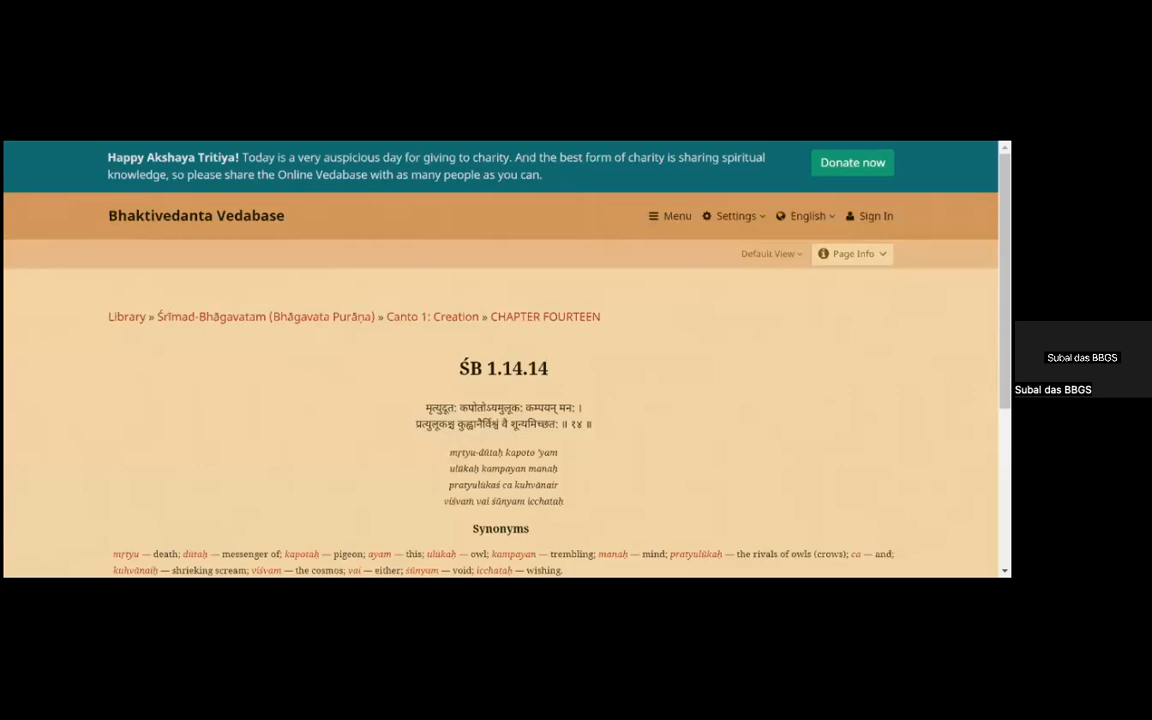 Happy Akshaya Tritiya! Today is a very auspicious day for giving to charity. And the best form of charity is sharing spiritual
knowledge, so please share the Online Vedabase with as many people as you can.
Donate now
Bhaktivedanta Vedabase
Menu Settings English Sign In
Default View Page Info
Library » Śrīmad-Bhāgavatam (Bhāgavata Purāṇa) » Canto 1: Creation » CHAPTER FOURTEEN
ŚB 1.14.14
मृत्युदूत: कपोतोऽयमुलूक: कम्पयन् मन: ।
प्रत्युलूकश्च कुह्वानैर्विश्वं वै शून्यमिच्छत: ॥ १४ ॥
mṛtyu-dūtaḥ kapoto 'yam
ulūkaḥ kampayan manaḥ
pratyulūkaś ca kuhvānair
viśvaṁ vai śūnyam icchataḥ
Synonyms
mṛtyu — death; dūtaḥ — messenger of; kapotaḥ — pigeon; ayam — this; ulūkaḥ — owl; kampayan — trembling; manaḥ — mind; pratyulūkaḥ — the rivals of owls (crows); ca — and;
kuhvānaiḥ — shrieking scream; viśvam — the cosmos; vai — either; śūnyam — void; icchataḥ — wishing.
Subal das BBGS
Subal das BBGS